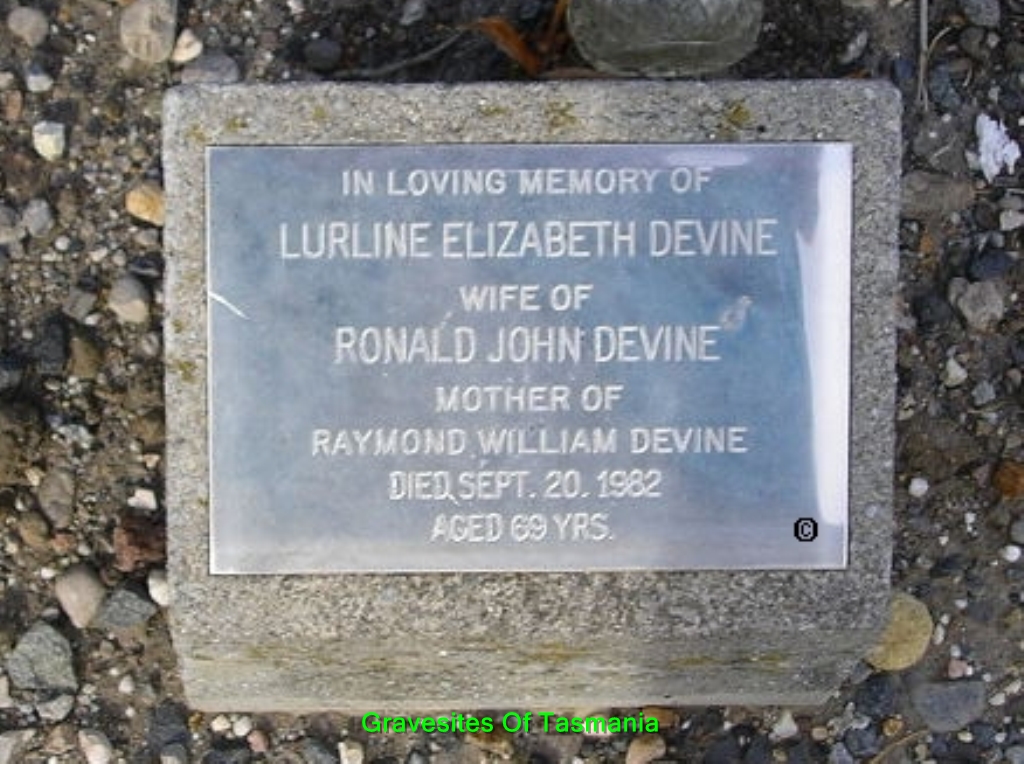 IN LOVING MEMORY OF
LURLINE ELIZABETH DEVINE
WIFE OF
RONALD JOHN DEVINE
MOTHER OF
RAYMOND WILLIAM DEVINE
DIED SEPT. 20. 1982
AGED 69 YRS.
©
Gravesites Of Tasmania